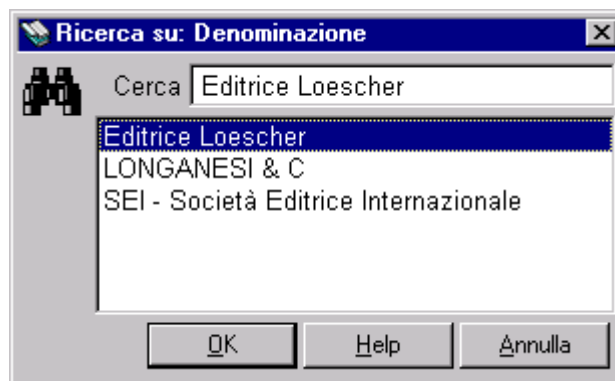 Ricerca su: Denominazione
Cerca Editrice Loescher
Editrice Loescher
LONGANESI & C
SEI - Società Editrice Internazionale
OK Help Annulla